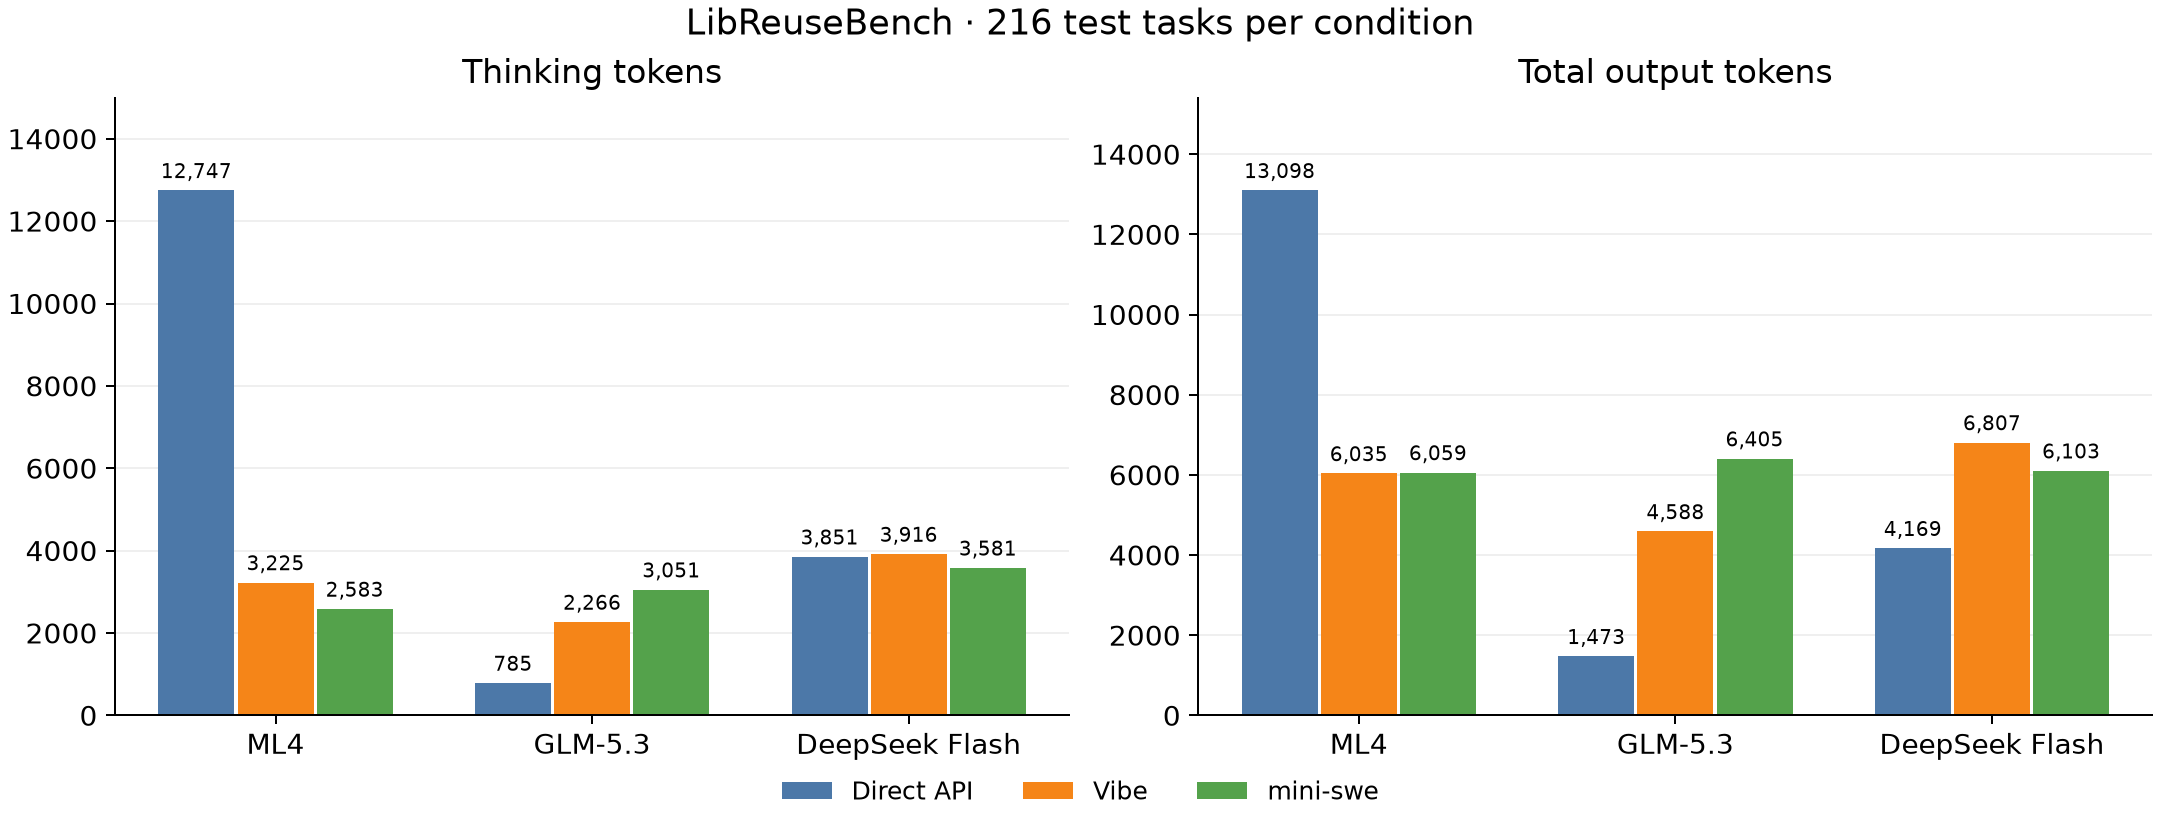 LibReuseBench · 216 test tasks per condition
Thinking tokens
14000
12000
10000
8000
6000
4000
2000
0
12,747
3,225
2,583
785
2,266
3,051
3,851
3,916
3,581
ML4
GLM-5.3
DeepSeek Flash
Total output tokens
14000
12000
10000
8000
6000
4000
2000
0
13,098
6,035
6,059
1,473
4,588
6,405
4,169
6,807
6,103
ML4
GLM-5.3
DeepSeek Flash
Direct API
Vibe
mini-swe